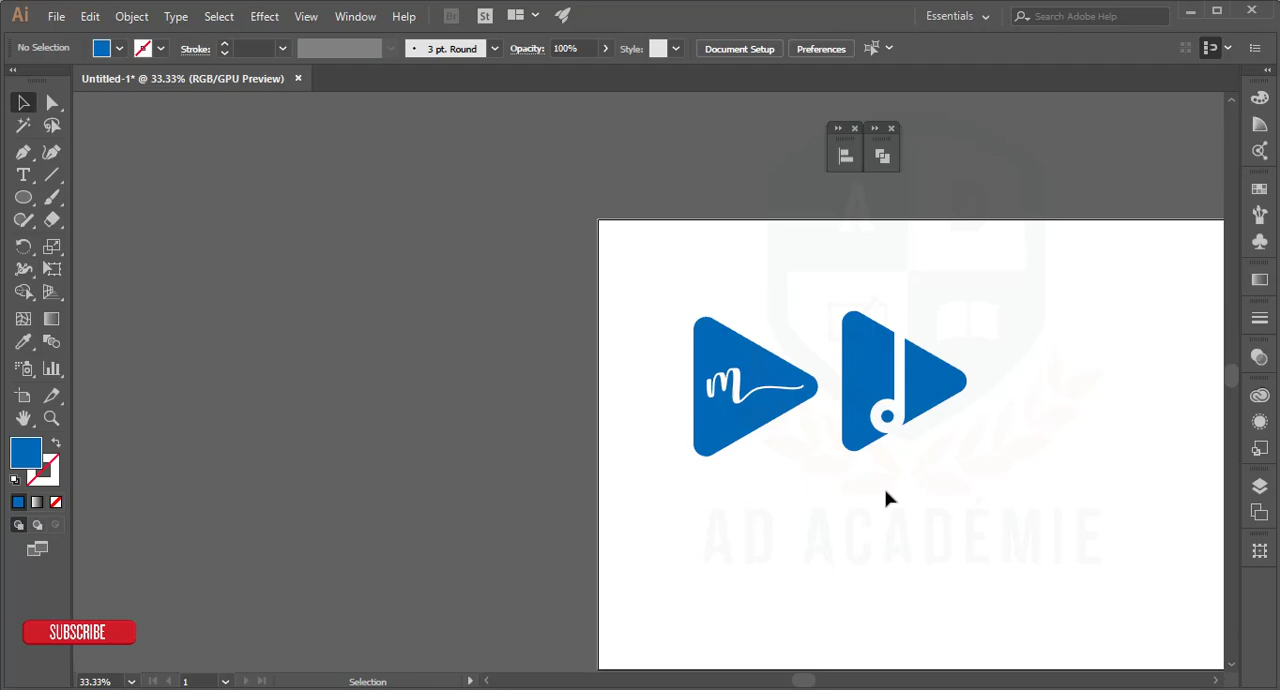 Ai File Edit Object Type Select Effect View Window Help Br St Essentials Search Adobe Help
No Selection Stroke: 3 pt. Round Opacity: 100% Style: Document Setup Preferences
Untitled-1* @ 33.33% (RGB/GPU Preview)
A D
m
d
AD ACADÉMIE
SUBSCRIBE
33.33% 1 Selection